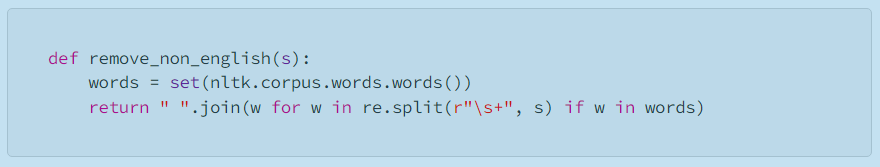 def remove_non_english(s):
    words = set(nltk.corpus.words.words())
    return " ".join(w for w in re.split(r"\s+", s) if w in words)